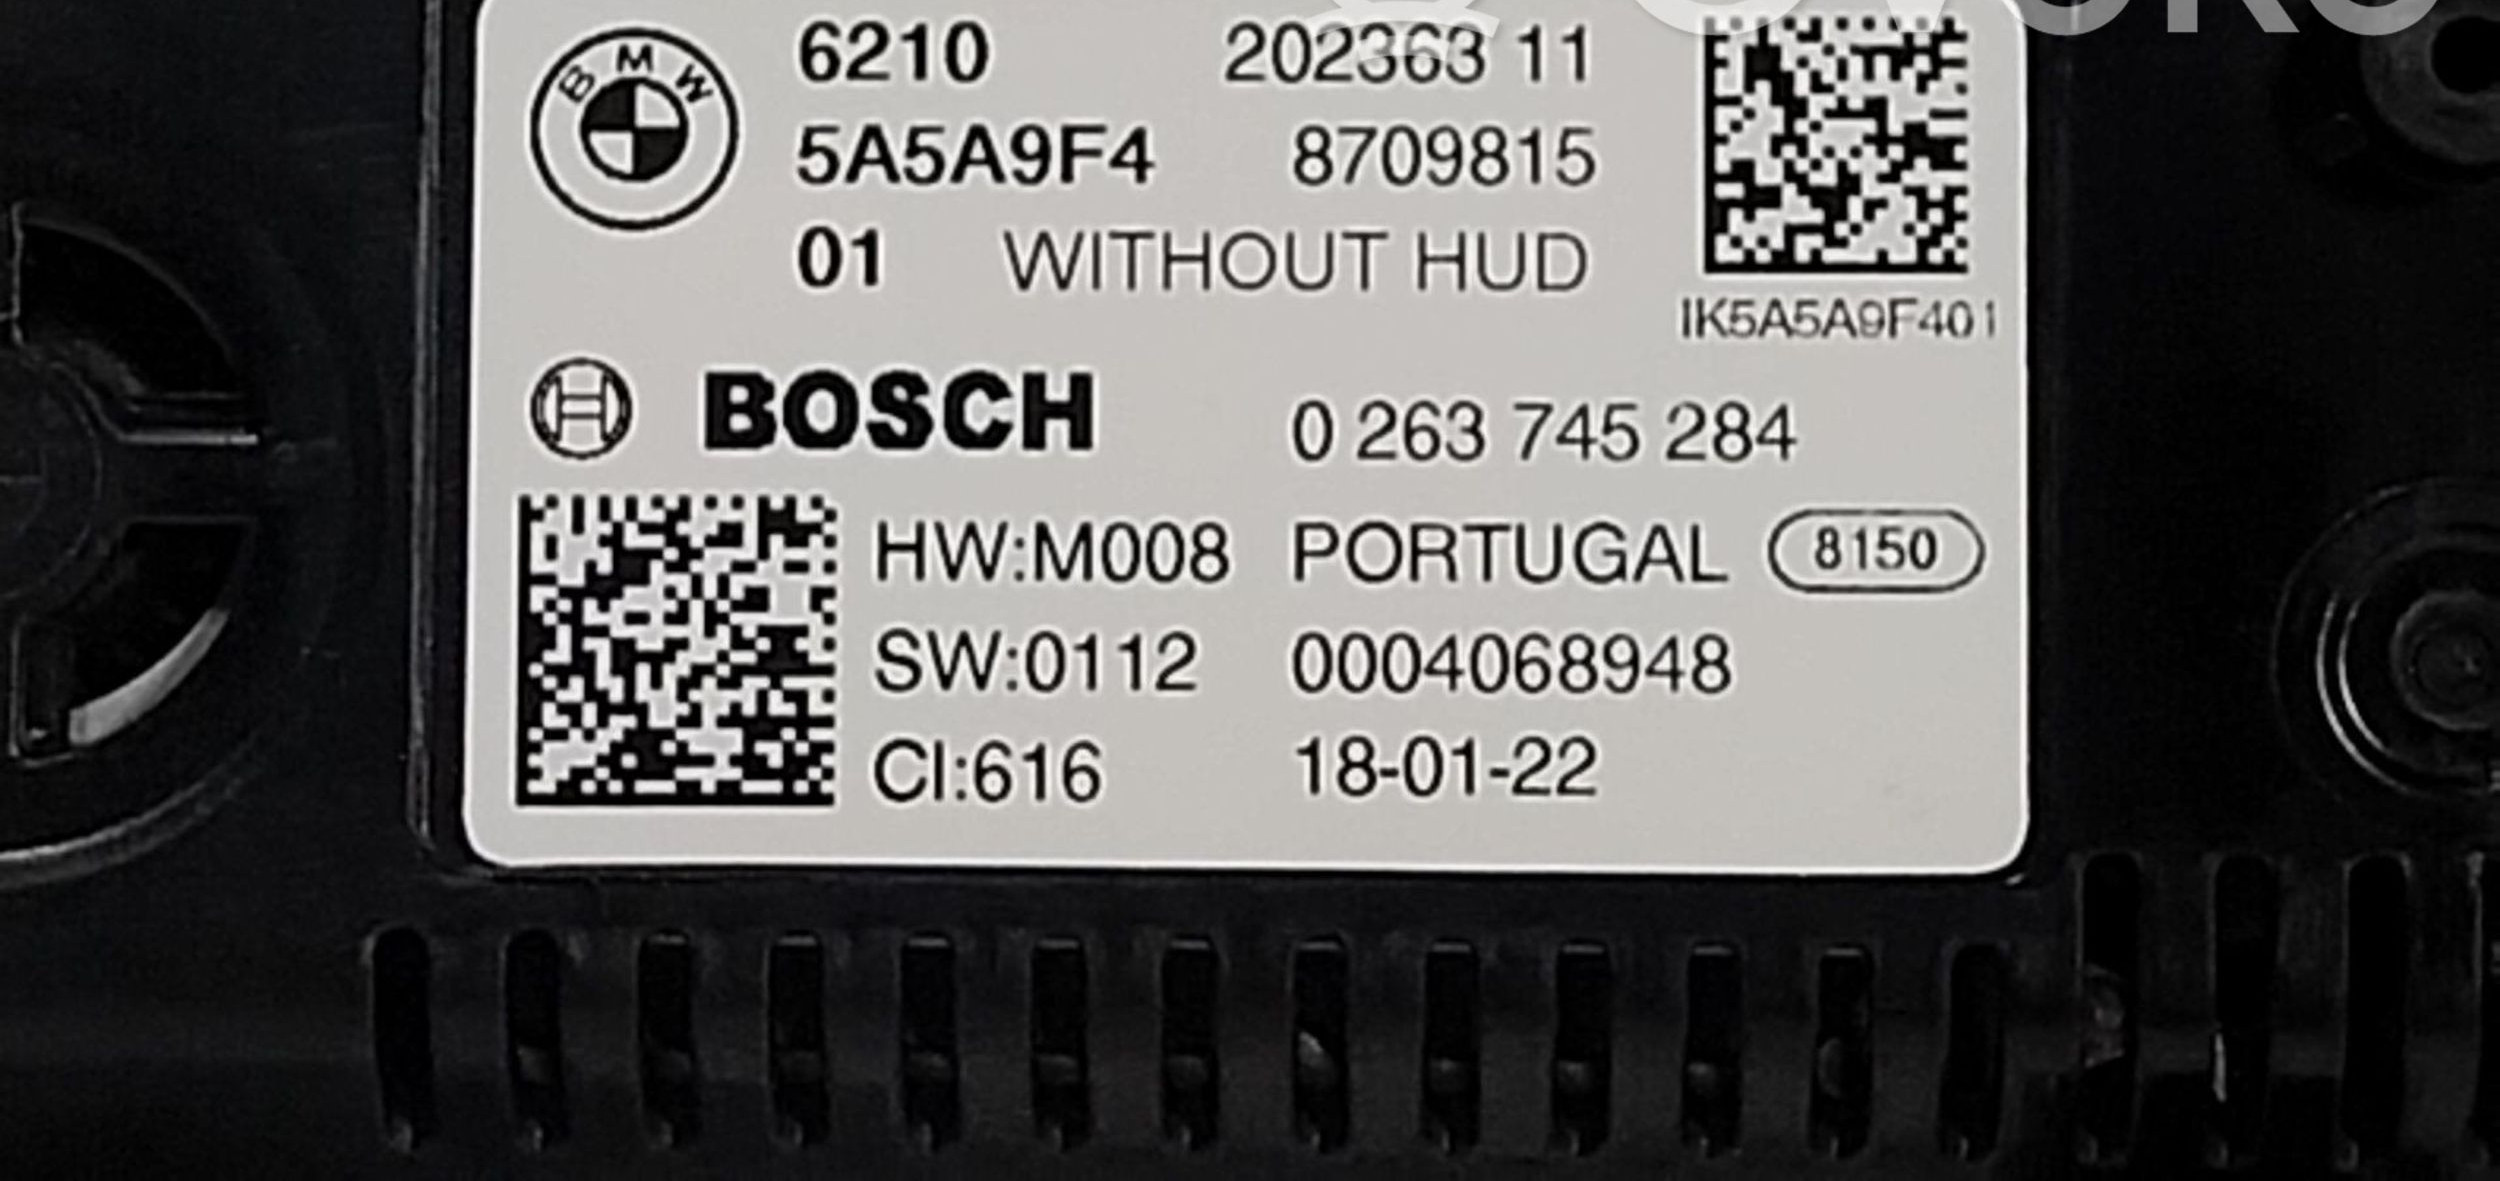 BMW
6210 202363 11
5A5A9F4 8709815
01 WITHOUT HUD
IK5A5A9F401
BOSCH 0 263 745 284
HW:M008 PORTUGAL 8150
SW:0112 0004068948
CI:616 18-01-22